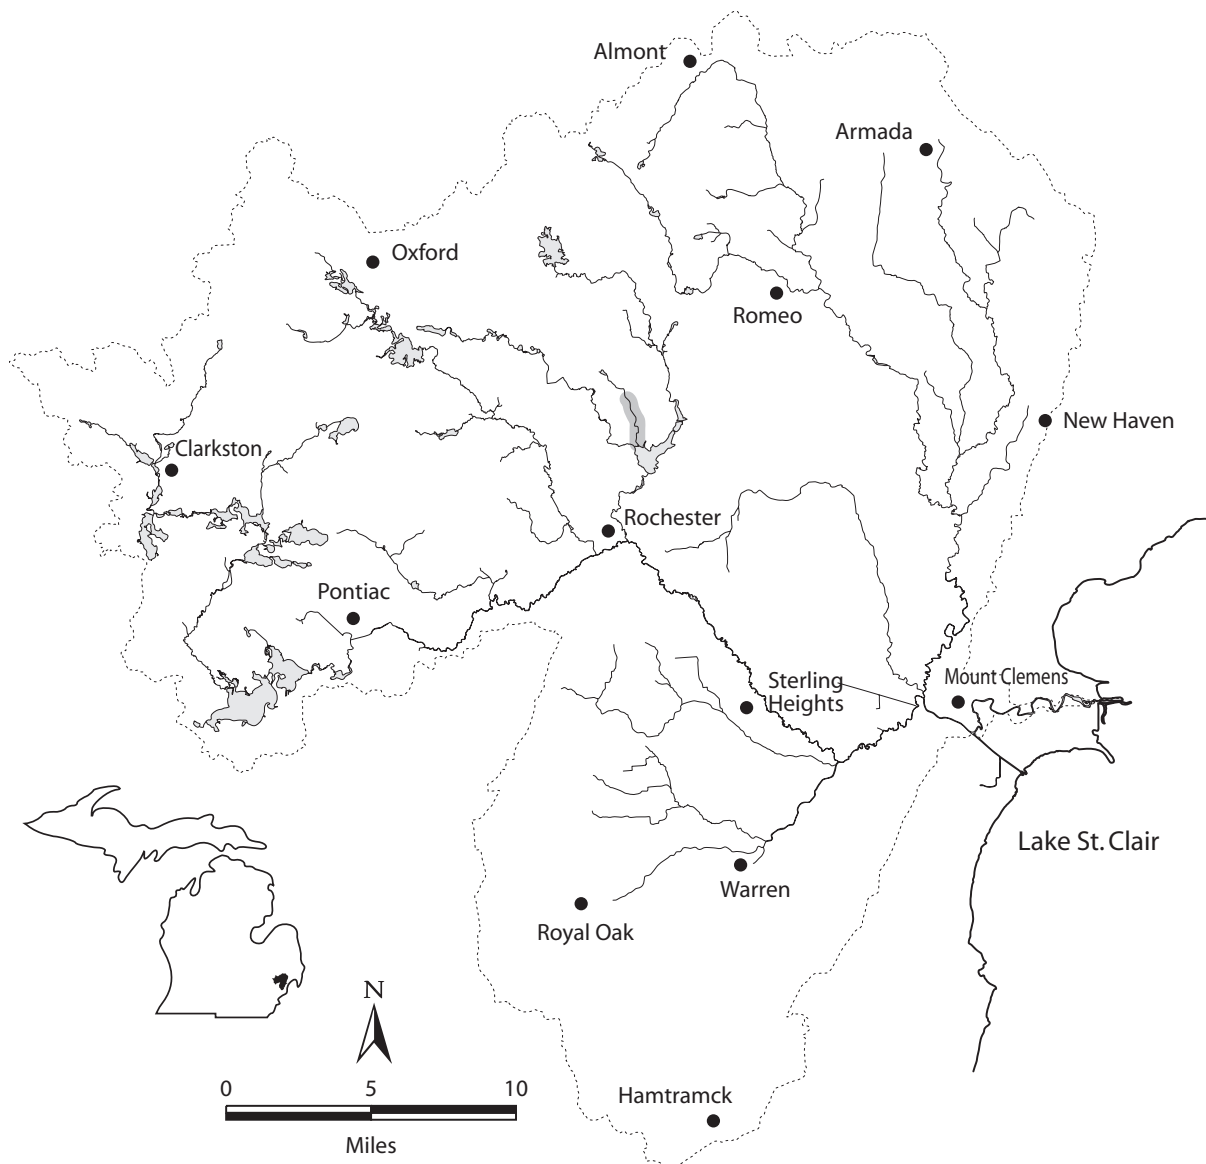 Almont
Armada
Oxford
Romeo
New Haven
Clarkston
Rochester
Pontiac
Mount Clemens
Sterling
Heights
Lake St. Clair
Warren
Royal Oak
N
0 5 10
Miles
Hamtramck